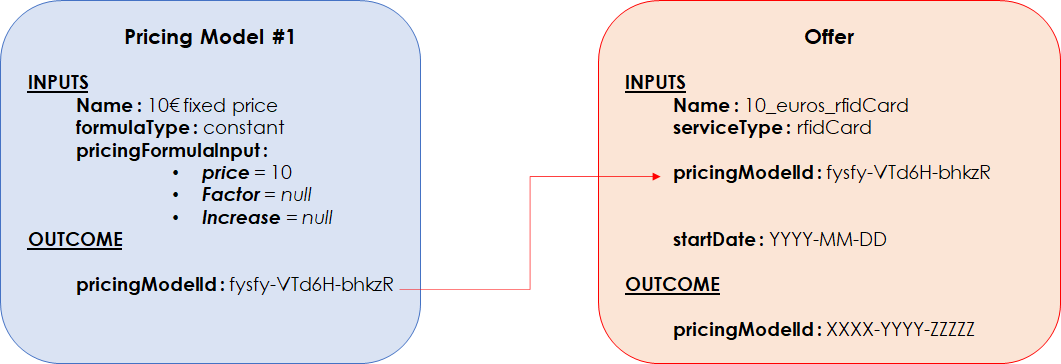 Pricing Model #1
INPUTS
Name : 10€ fixed price
formulaType : constant
pricingFormulaInput :
• price = 10
• Factor = null
• Increase = null
OUTCOME
pricingModelId : fysfy-VTd6H-bhkzR
Offer
INPUTS
Name : 10_euros_rfidCard
serviceType : rfidCard
pricingModelId : fysfy-VTd6H-bhkzR
startDate : YYYY-MM-DD
OUTCOME
pricingModelId : XXXX-YYYY-ZZZZZ